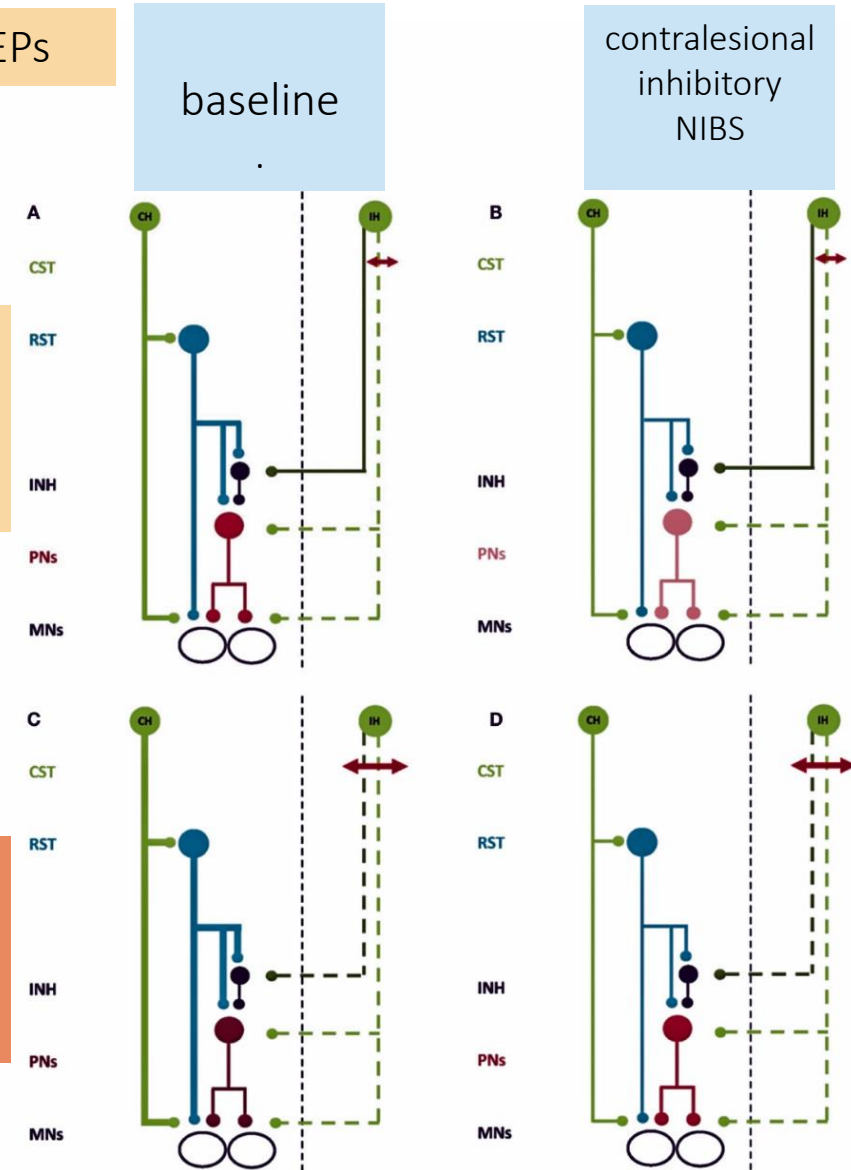 EPs
baseline
.
contralesional
inhibitory
NIBS
A
CH
IH
CST
RST
INH
PNs
MNs
B
CH
IH
CST
RST
INH
PNs
MNs
C
CH
IH
CST
RST
INH
PNs
MNs
D
CH
IH
CST
RST
INH
PNs
MNs